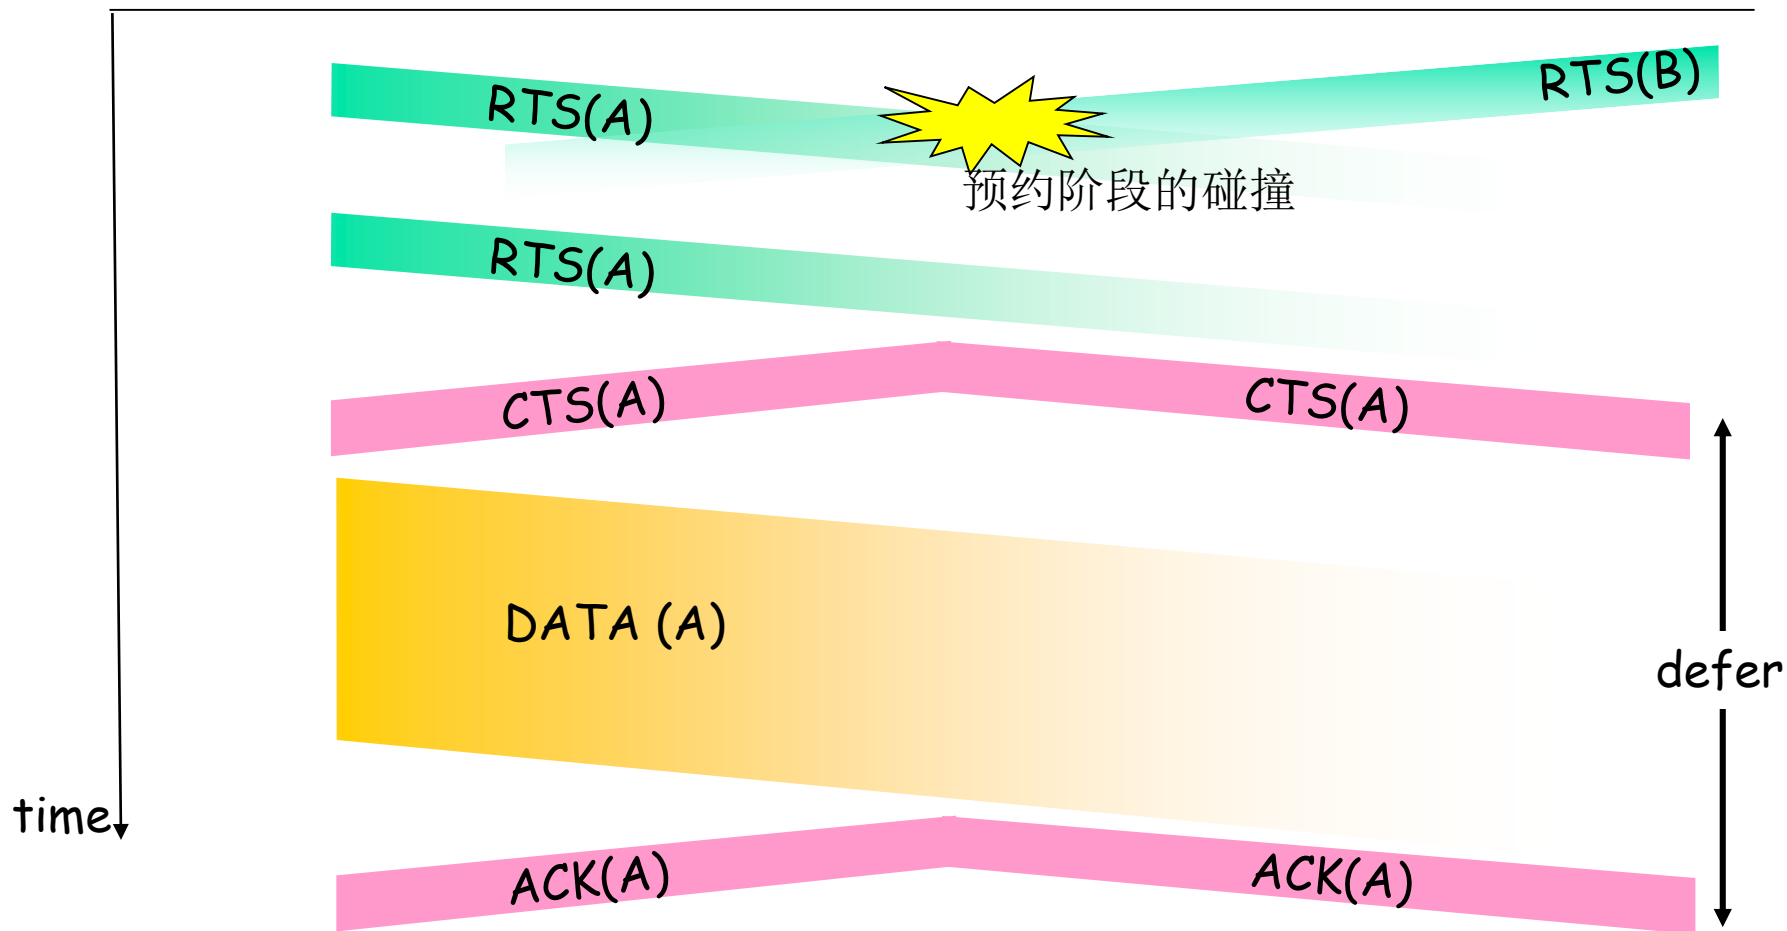 RTS(A)
RTS(B)
预约阶段的碰撞
RTS(A)
CTS(A)
CTS(A)
DATA (A)
defer
time
ACK(A)
ACK(A)